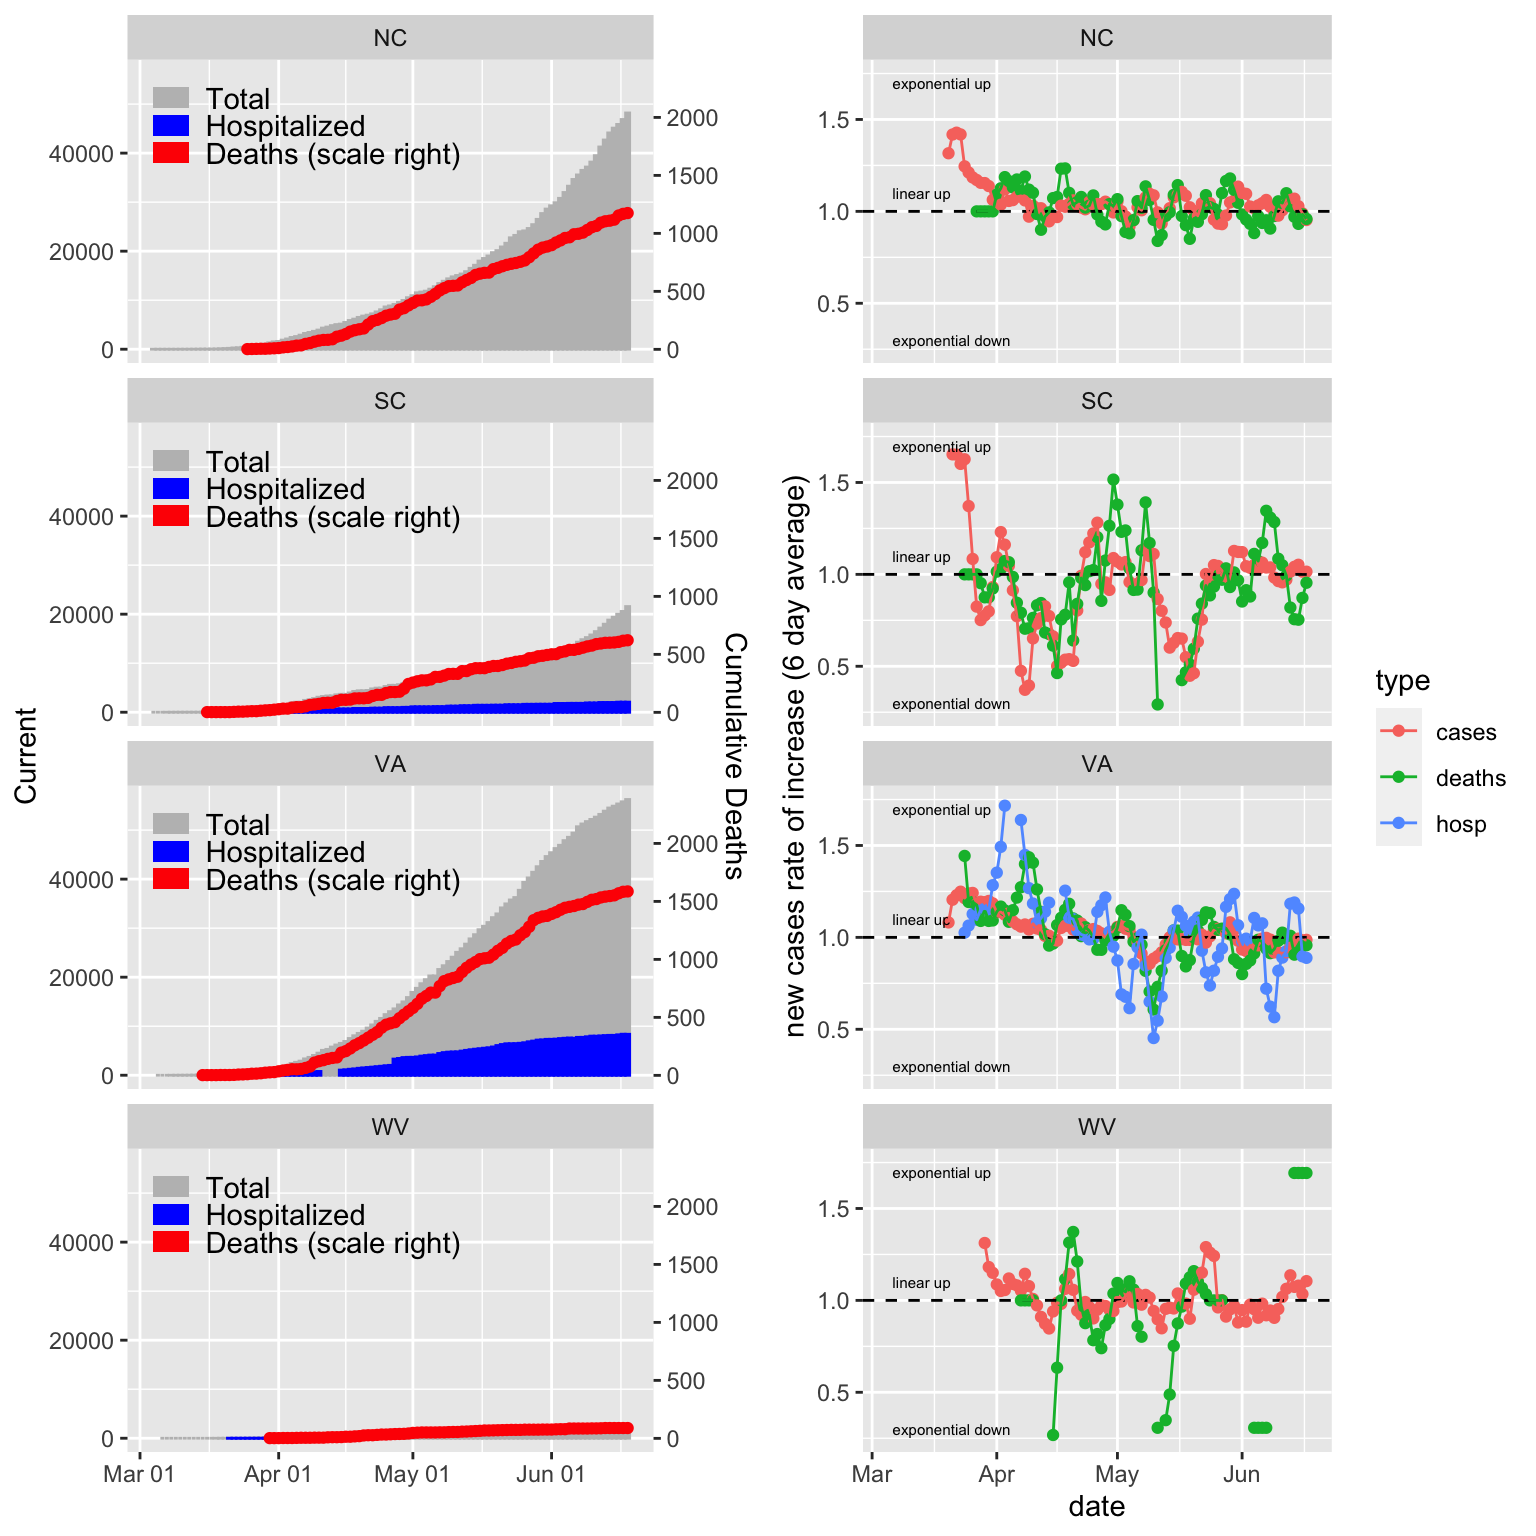 NC
Total
Hospitalized
Deaths (scale right)
40000
20000
0
2000
1500
1000
500
0
SC
Total
Hospitalized
Deaths (scale right)
40000
20000
0
2000
1500
1000
500
0
VA
Total
Hospitalized
Deaths (scale right)
40000
20000
0
2000
1500
1000
500
0
WV
Total
Hospitalized
Deaths (scale right)
40000
20000
0
2000
1500
1000
500
0
Mar 01
Apr 01
May 01
Jun 01
Current
Cumulative Deaths
NC
exponential up
linear up
exponential down
1.5
1.0
0.5
SC
exponential up
linear up
exponential down
1.5
1.0
0.5
VA
exponential up
linear up
exponential down
1.5
1.0
0.5
WV
exponential up
linear up
exponential down
1.5
1.0
0.5
Mar
Apr
May
Jun
date
new cases rate of increase (6 day average)
type
cases
deaths
hosp